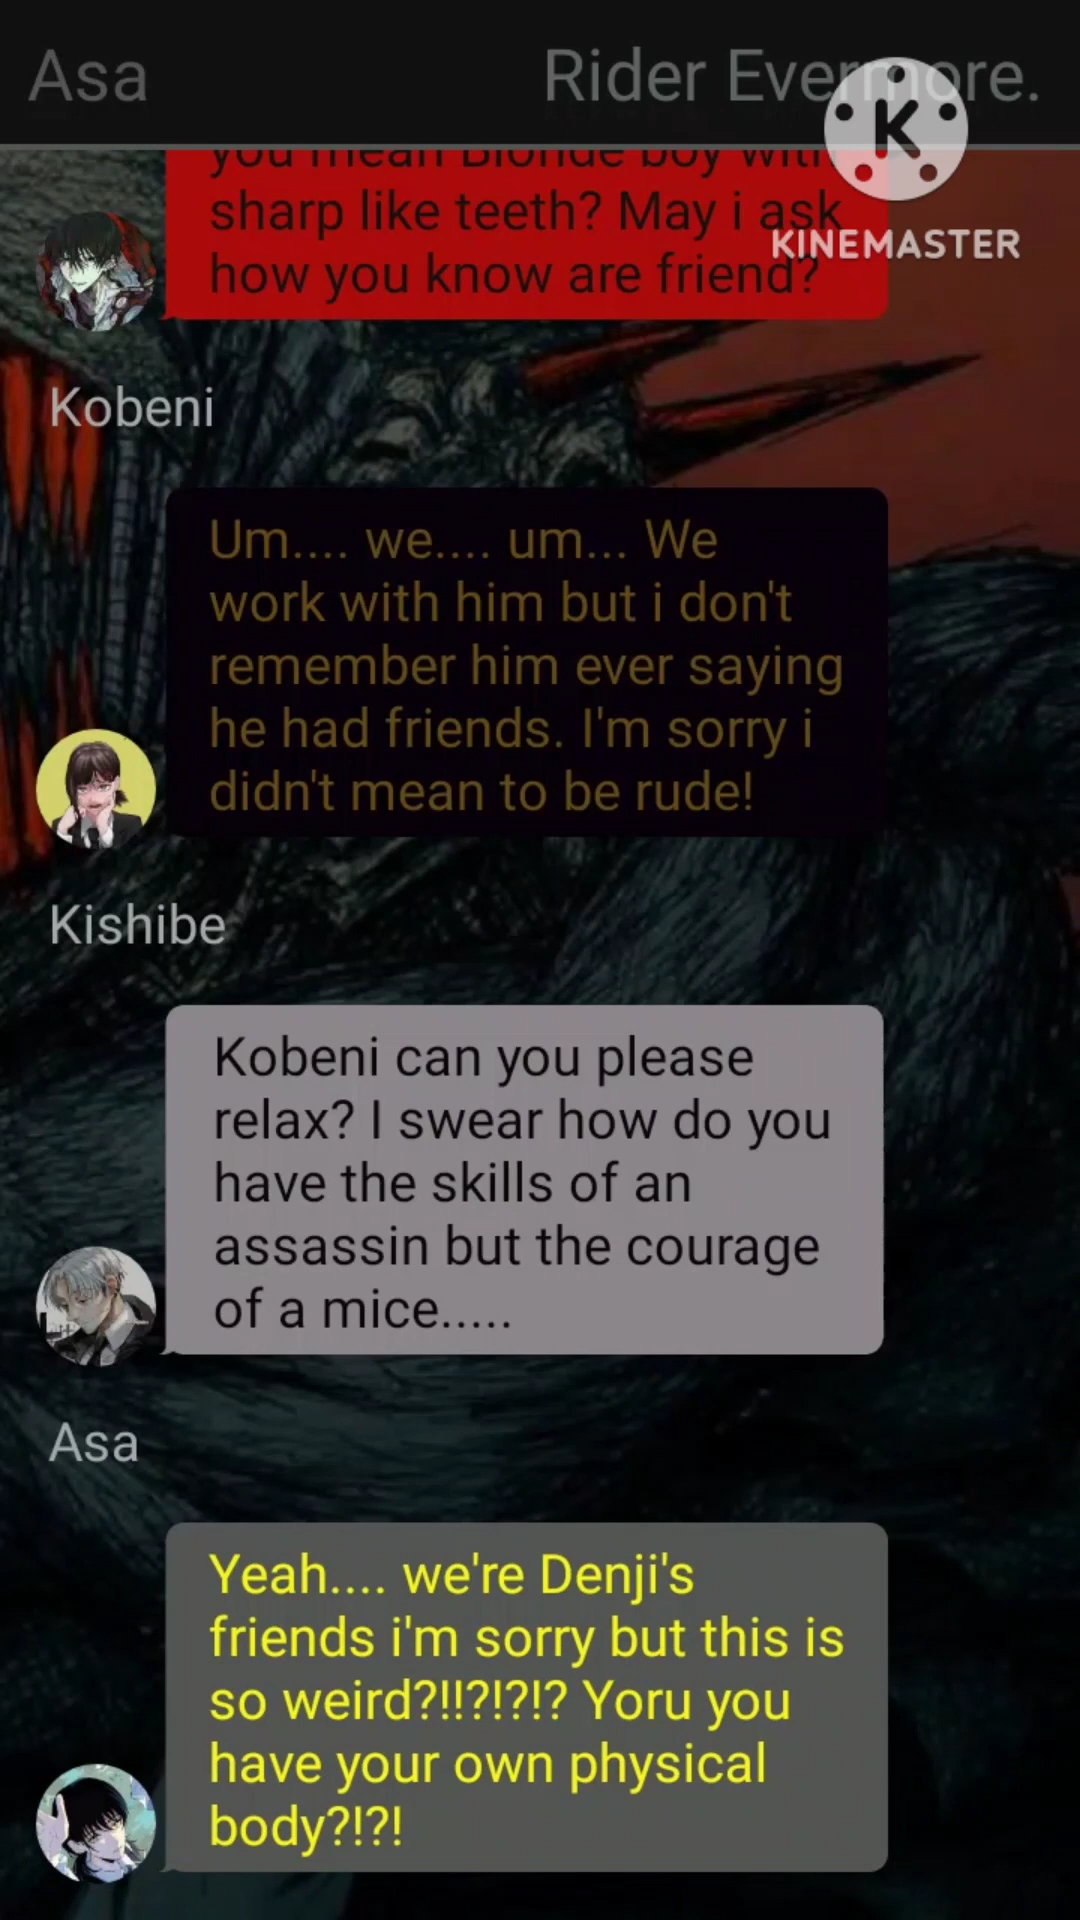 Asa
Rider Evermore.
K
KINEMASTER
you mean Blonde boy with
sharp like teeth? May i ask
how you know are friend?
Kobeni
Um.... we.... um... We
work with him but i don't
remember him ever saying
he had friends. I'm sorry i
didn't mean to be rude!
Kishibe
Kobeni can you please
relax? I swear how do you
have the skills of an
assassin but the courage
of a mice.....
Asa
Yeah.... we're Denji's
friends i'm sorry but this is
so weird?!!?!?!? Yoru you
have your own physical
body?!?!